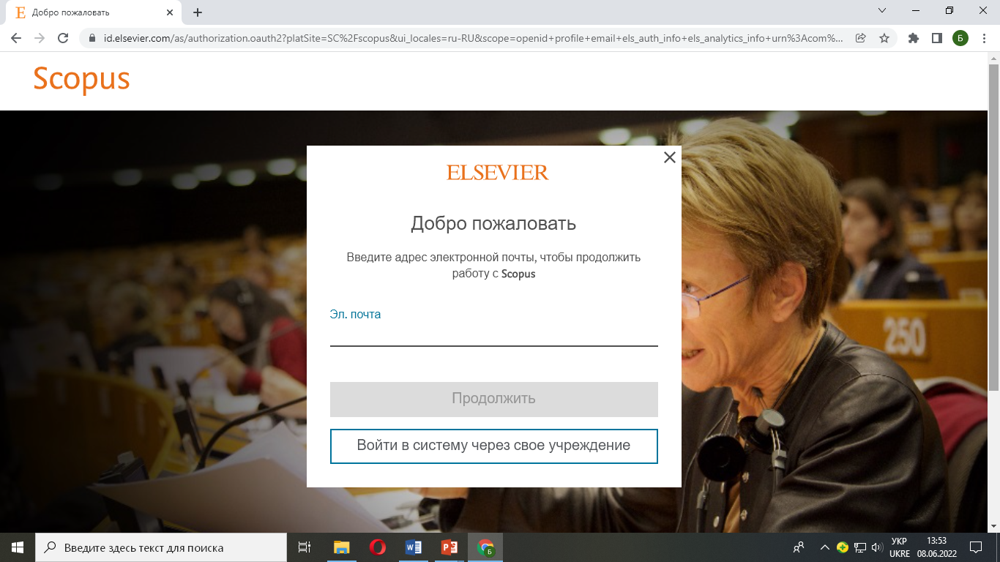 Добро пожаловать
id.elsevier.com/as/authorization.oauth2?platSite=SC%2Fscopus&ui_locales=ru-RU&scope=openid+profile+email+els_auth_info+els_analytics_info+urn%3Acom%...
Б
Scopus
ELSEVIER
Добро пожаловать
Введите адрес электронной почты, чтобы продолжить
работу с Scopus
Эл. почта
250
Продолжить
Войти в систему через свое учреждение
Введите здесь текст для поиска
УКР
UKRE
13:53
08.06.2022